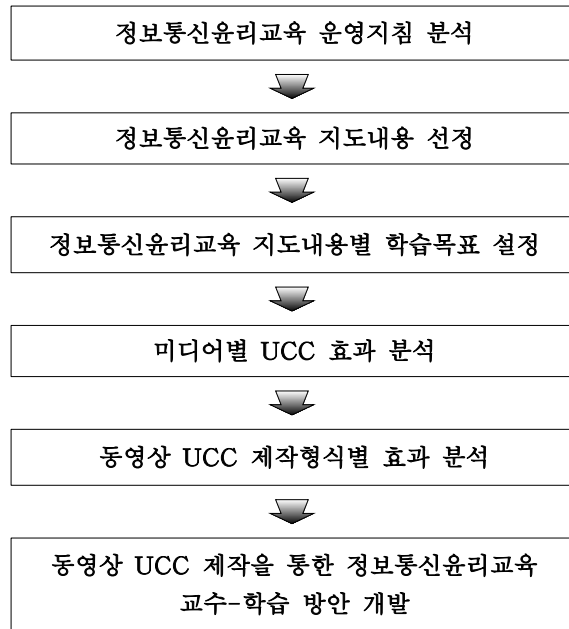 정보통신윤리교육 운영지침 분석
정보통신윤리교육 지도내용 선정
정보통신윤리교육 지도내용별 학습목표 설정
미디어별 UCC 효과 분석
동영상 UCC 제작형식별 효과 분석
동영상 UCC 제작을 통한 정보통신윤리교육
교수-학습 방안 개발